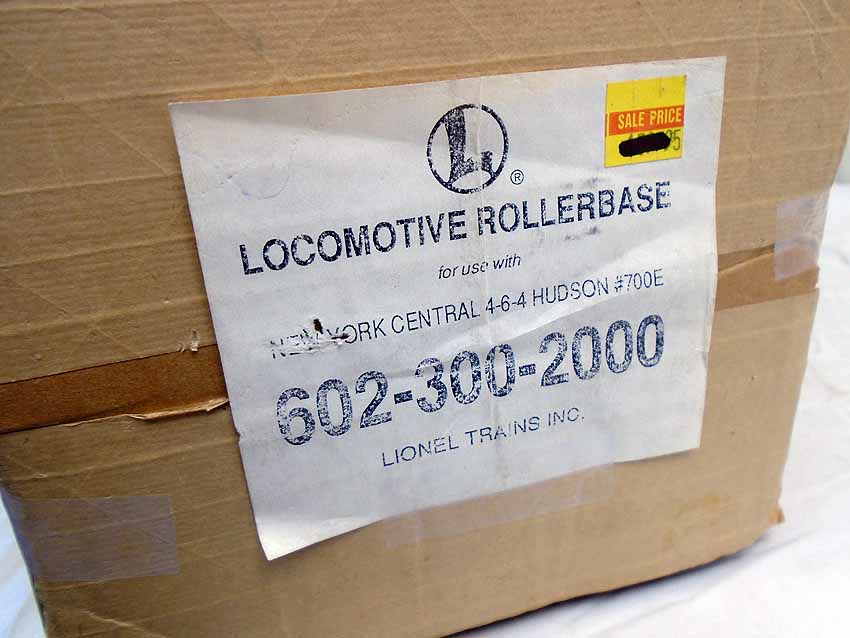 L
®
SALE PRICE
LOCOMOTIVE ROLLERBASE
for use with
NEW YORK CENTRAL 4-6-4 HUDSON #700E
602-300-2000
LIONEL TRAINS INC.